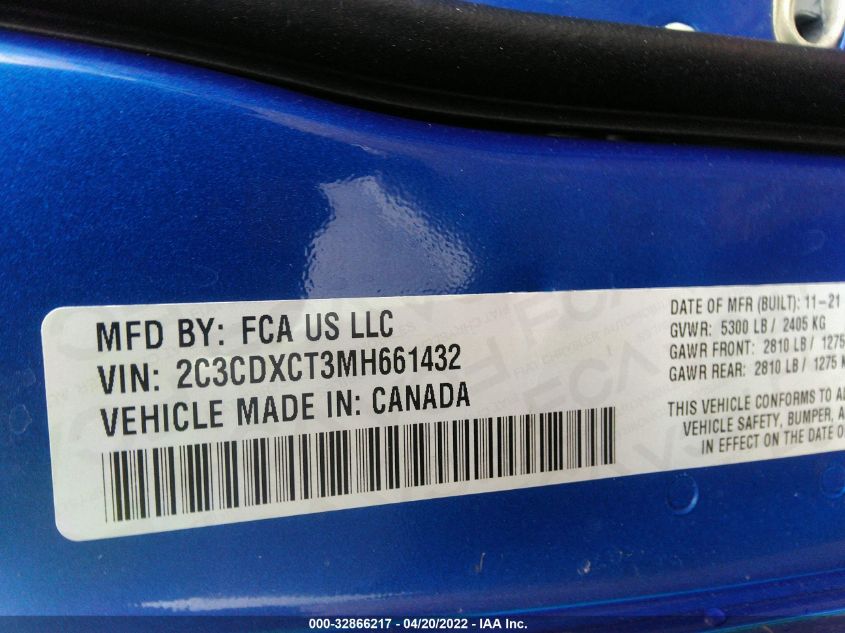 MFD BY: FCA US LLC
VIN: 2C3CDXCT3MH661432
VEHICLE MADE IN: CANADA
DATE OF MFR (BUILT): 11-21
GVWR: 5300 LB / 2405 KG
GAWR FRONT: 2810 LB / 1275
GAWR REAR: 2810 LB / 1275 K
THIS VEHICLE CONFORMS TO AL
VEHICLE SAFETY, BUMPER, A
IN EFFECT ON THE DATE O
000-32866217 - 04/20/2022 - IAA Inc.